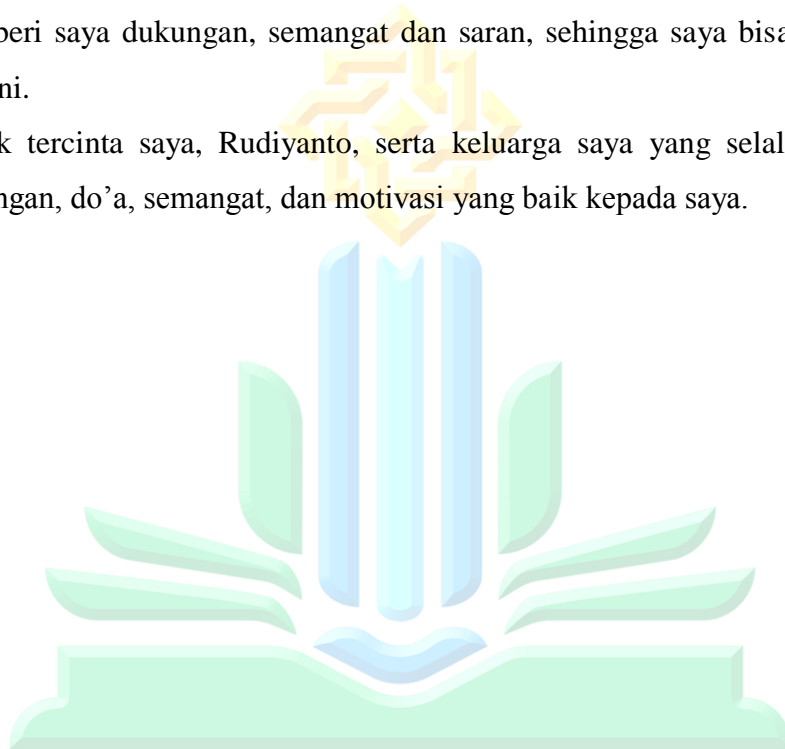 beri saya dukungan, semangat dan saran, sehingga saya bisa
ni.
k tercinta saya, Rudiyanto, serta keluarga saya yang selal
ngan, do’a, semangat, dan motivasi yang baik kepada saya.